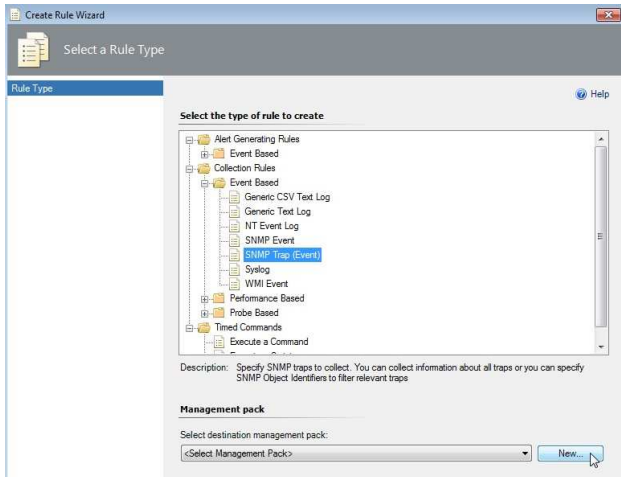 Create Rule Wizard
Select a Rule Type
Rule Type
Help
Select the type of rule to create
Alert Generating Rules
Event Based
Collection Rules
Event Based
Generic CSV Text Log
Generic Text Log
NT Event Log
SNMP Event
SNMP Trap (Event)
Syslog
WMI Event
Performance Based
Probe Based
Timed Commands
Execute a Command
Description: Specify SNMP traps to collect. You can collect information about all traps or you can specify
SNMP Object Identifiers to filter relevant traps
Management pack
Select destination management pack:
<Select Management Pack>
New...